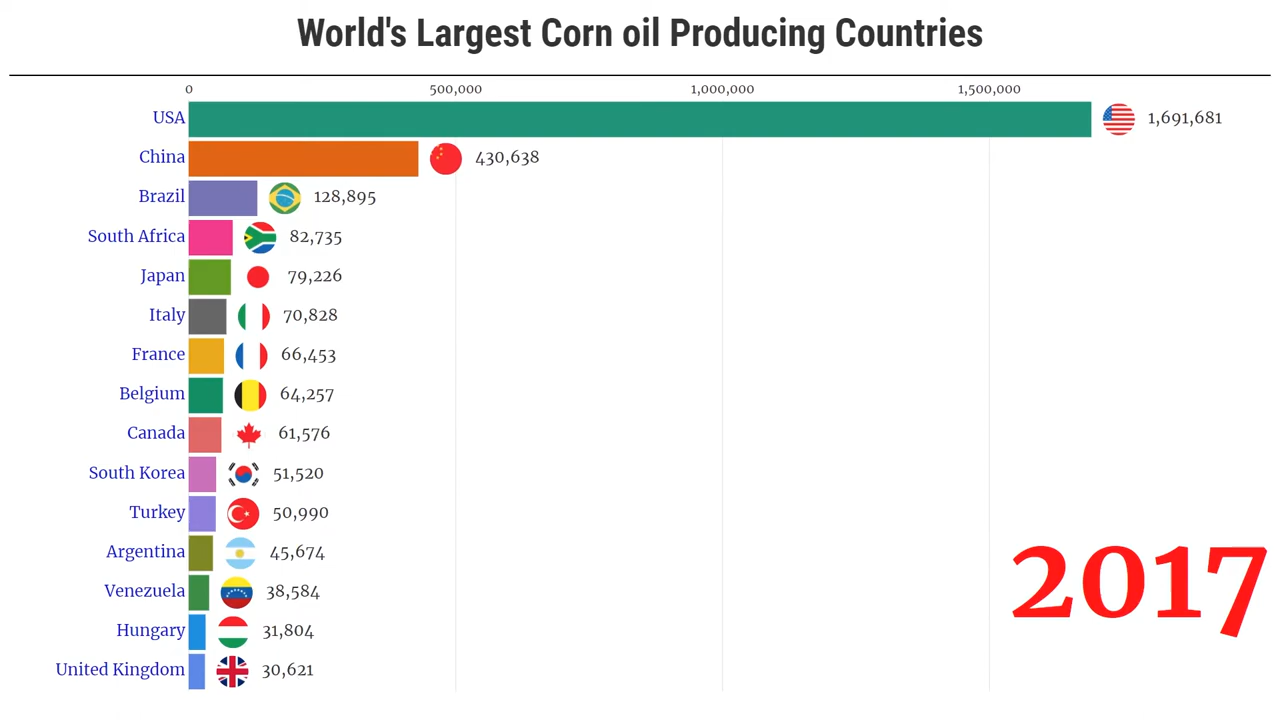 World's Largest Corn oil Producing Countries
0 500,000 1,000,000 1,500,000
USA 1,691,681
China 430,638
Brazil 128,895
South Africa 82,735
Japan 79,226
Italy 70,828
France 66,453
Belgium 64,257
Canada 61,576
South Korea 51,520
Turkey 50,990
Argentina 45,674
Venezuela 38,584
Hungary 31,804
United Kingdom 30,621
2017